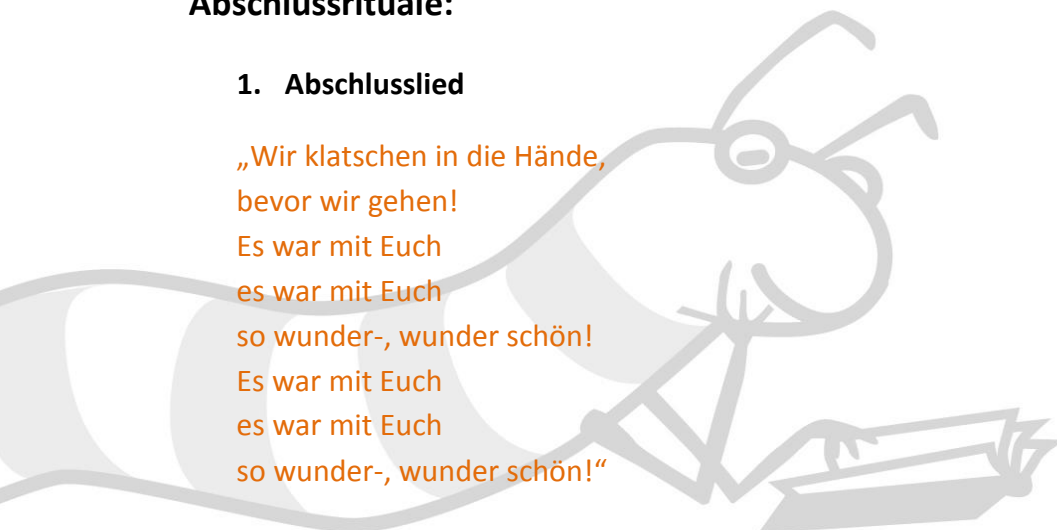 Abschlussrituale:
1. Abschlusslied
„Wir klatschen in die Hände,
bevor wir gehen!
Es war mit Euch
es war mit Euch
so wunder-, wunder schön!
Es war mit Euch
es war mit Euch
so wunder-, wunder schön!“